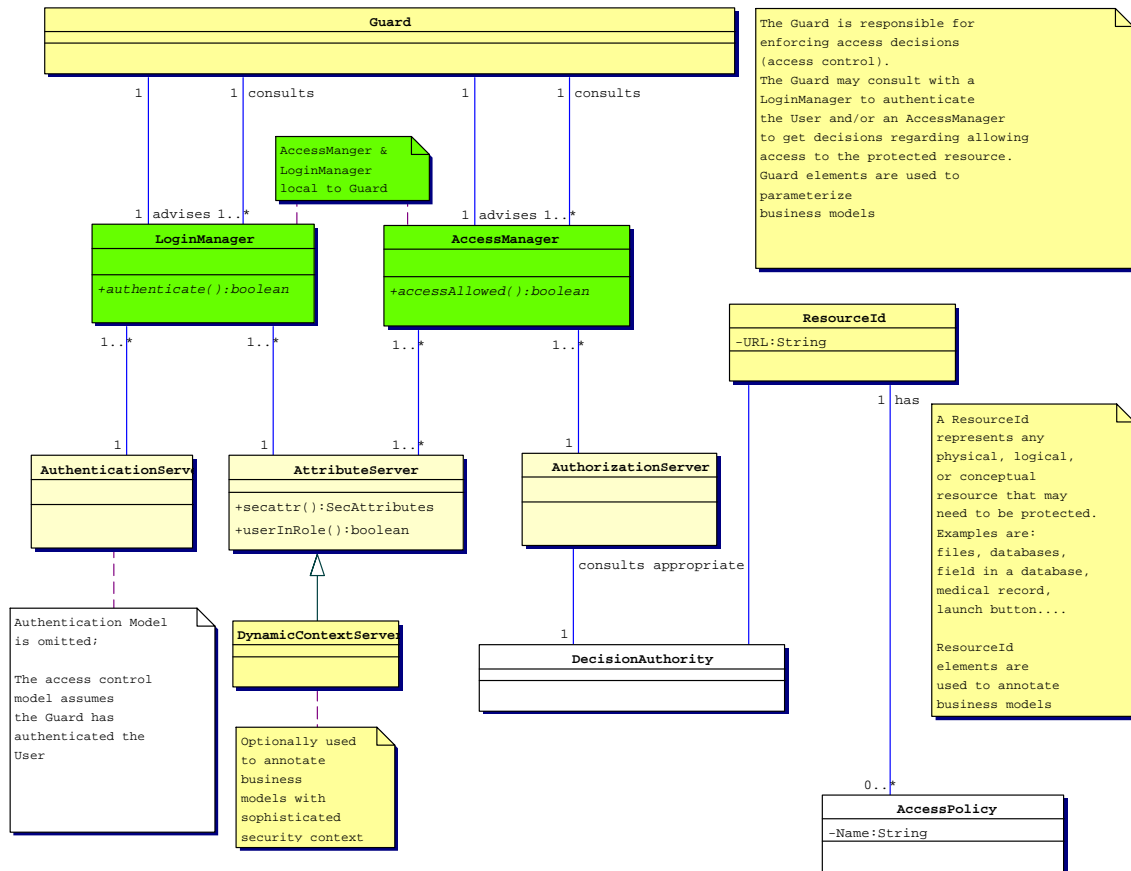 Guard
The Guard is responsible for
enforcing access decisions
(access control).
The Guard may consult with a
LoginManager to authenticate
the User and/or an AccessManager
to get decisions regarding allowing
access to the protected resource.
Guard elements are used to
parameterize
business models
1
1 consults
1
1 consults
AccessManger &
LoginManager
local to Guard
1 advises 1..*
1 advises 1..*
LoginManager
+authenticate():boolean
AccessManager
+accessAllowed():boolean
ResourceId
-URL:String
1..*
1..*
1..*
1..*
1 has
A ResourceId
represents any
physical, logical,
or conceptual
resource that may
need to be protected.
Examples are:
files, databases,
field in a database,
medical record,
launch button....
ResourceId
elements are
used to annotate
business models
1
1
1..*
1
AuthenticationServe
AttributeServer
+secattr():SecAttributes
+userInRole():boolean
AuthorizationServer
consults appropriate
1
Authentication Model
is omitted;
The access control
model assumes
the Guard has
authenticated the
User
DynamicContextServer
DecisionAuthority
Optionally used
to annotate
business
models with
sophisticated
security context
0..*
AccessPolicy
-Name:String